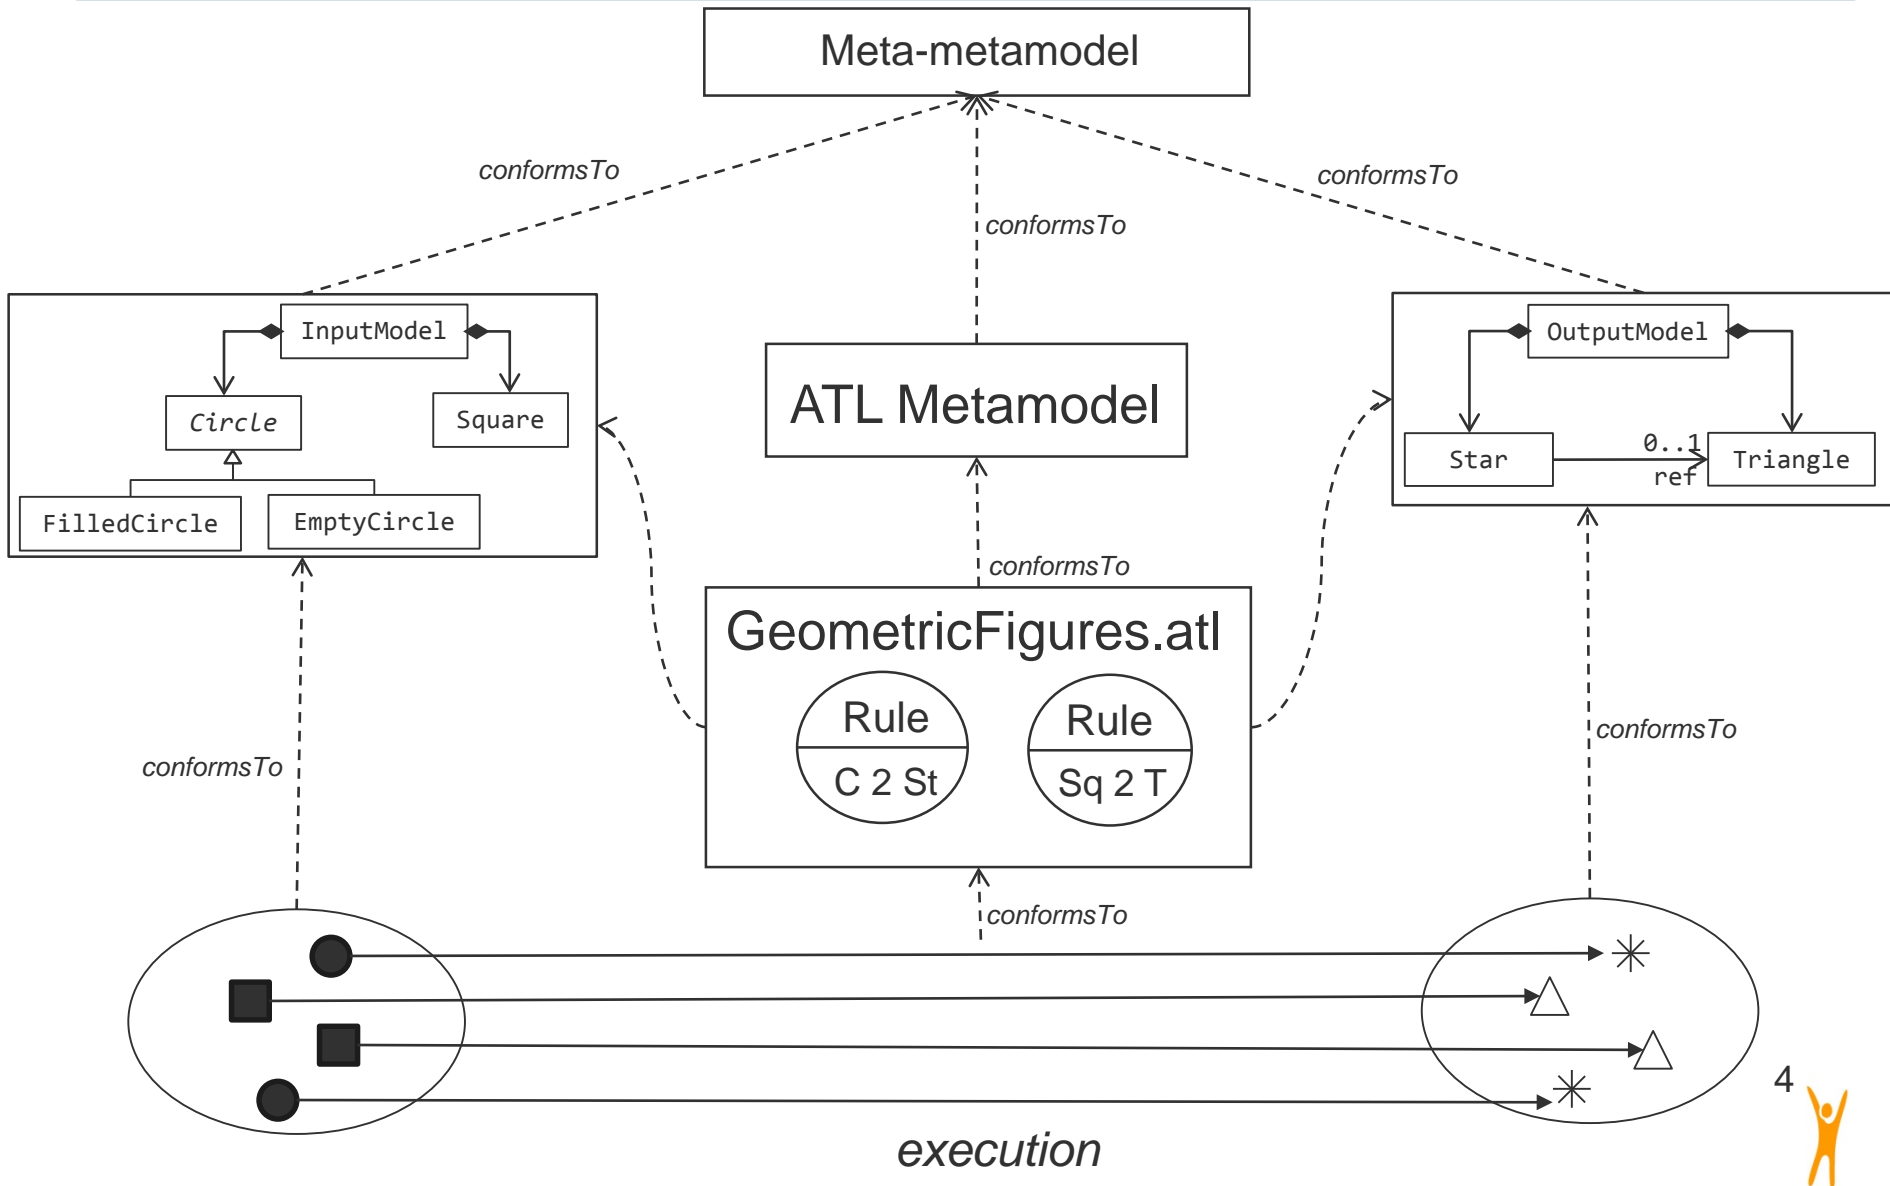 Meta-metamodel
conformsTo
conformsTo
conformsTo
InputModel
Circle
Square
FilledCircle
EmptyCircle
ATL Metamodel
OutputModel
Star
0..1
ref
Triangle
conformsTo
GeometricFigures.atl
Rule
C 2 St
Rule
Sq 2 T
conformsTo
conformsTo
conformsTo
execution
4